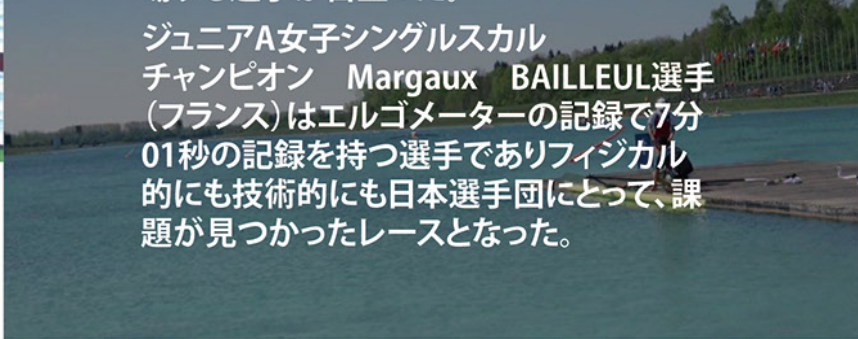 ジュニアA女子シングルスカル
チャンピオン　Margaux　BAILLEUL選手
（フランス）はエルゴメーターの記録で7分
01秒の記録を持つ選手でありフィジカル
的にも技術的にも日本選手団にとって、課
題が見つかったレースとなった。